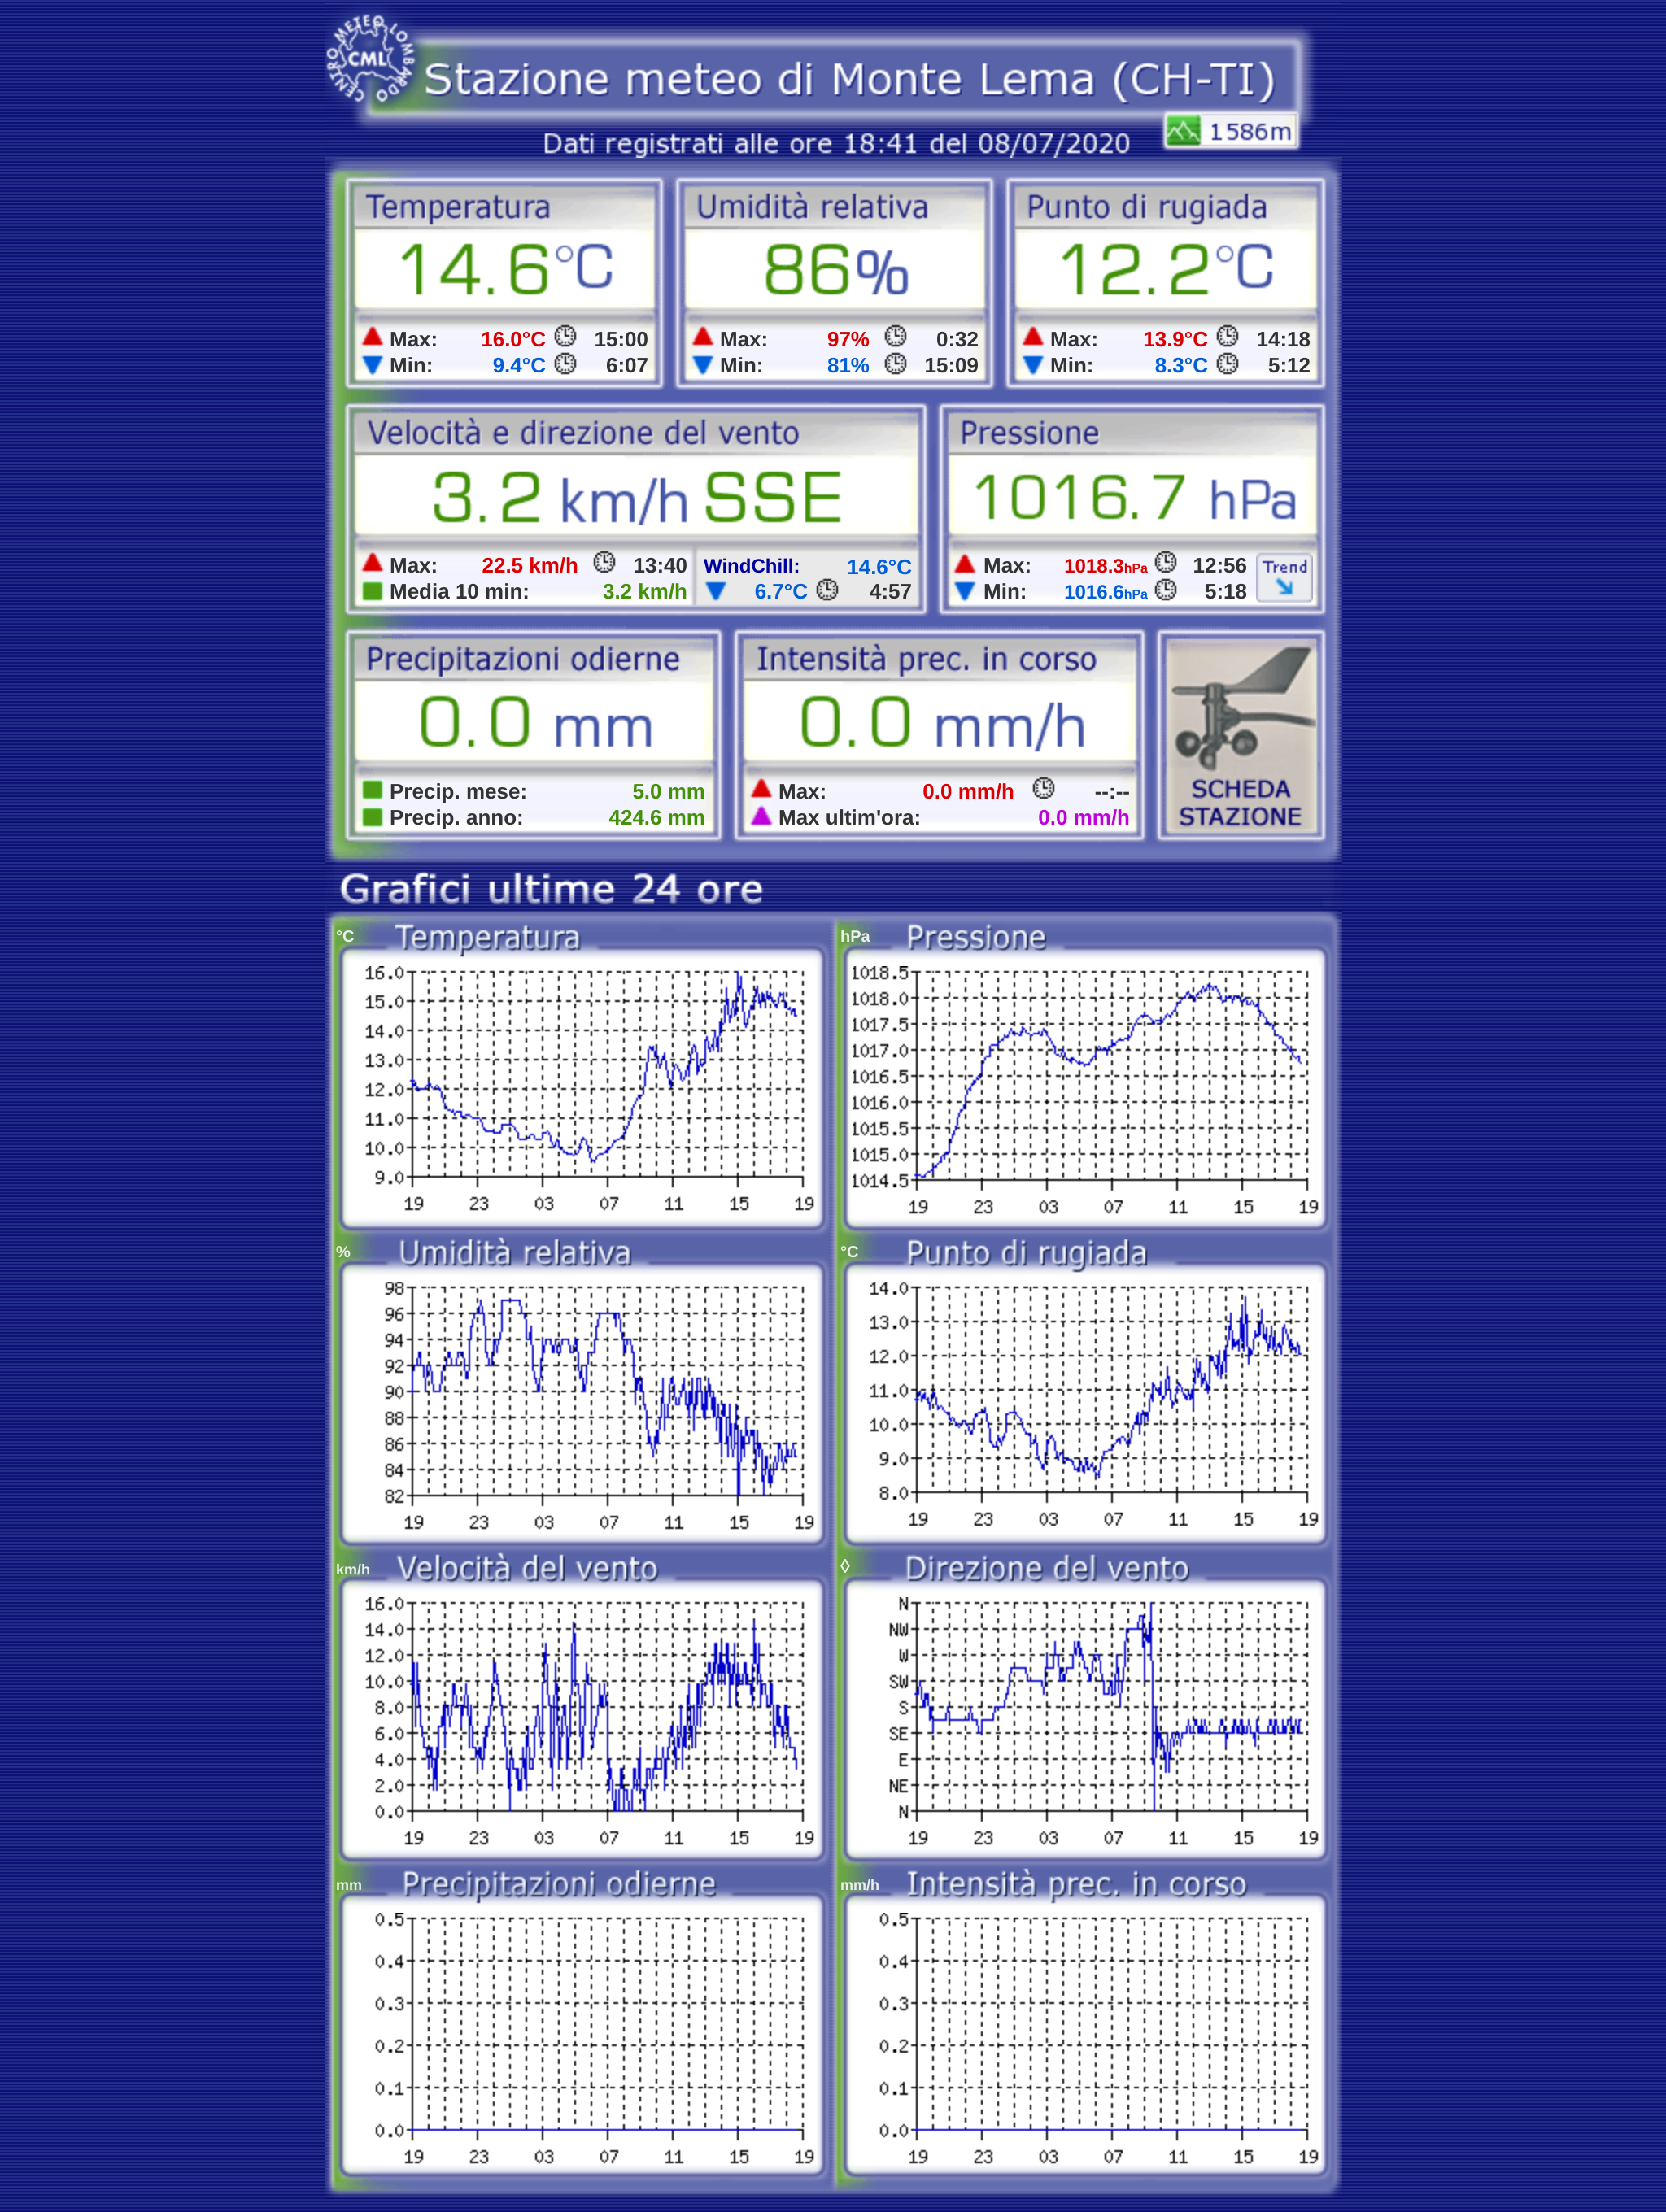 CENTRO METEO LOMBARDO
CML
Stazione meteo di Monte Lema (CH-TI)
1586m
Dati registrati alle ore 18:41 del 08/07/2020
Temperatura Umidità relativa Punto di rugiada
14.6°C 86% 12.2°C
Max: 16.0°C 15:00 Max: 97% 0:32 Max: 13.9°C 14:18
Min: 9.4°C 6:07 Min: 81% 15:09 Min: 8.3°C 5:12
Velocità e direzione del vento Pressione
3.2 km/h SSE 1016.7 hPa
Max: 22.5 km/h 13:40 WindChill: 14.6°C Max: 1018.3hPa 12:56 Trend
Media 10 min: 3.2 km/h 6.7°C 4:57 Min: 1016.6hPa 5:18
Precipitazioni odierne Intensità prec. in corso
0.0 mm 0.0 mm/h
Precip. mese: 5.0 mm Max: 0.0 mm/h --:-- SCHEDA
Precip. anno: 424.6 mm Max ultim'ora: 0.0 mm/h STAZIONE
Grafici ultime 24 ore
°C Temperatura
16.0
15.0
14.0
13.0
12.0
11.0
10.0
9.0
19 23 03 07 11 15 19
hPa Pressione
1018.5
1018.0
1017.5
1017.0
1016.5
1016.0
1015.5
1015.0
1014.5
19 23 03 07 11 15 19
% Umidità relativa
98
96
94
92
90
88
86
84
82
19 23 03 07 11 15 19
°C Punto di rugiada
14.0
13.0
12.0
11.0
10.0
9.0
8.0
19 23 03 07 11 15 19
km/h Velocità del vento
16.0
14.0
12.0
10.0
8.0
6.0
4.0
2.0
0.0
19 23 03 07 11 15 19
◊ Direzione del vento
N
NW
W
SW
S
SE
E
NE
N
19 23 03 07 11 15 19
mm Precipitazioni odierne
0.5
0.4
0.3
0.2
0.1
0.0
19 23 03 07 11 15 19
mm/h Intensità prec. in corso
0.5
0.4
0.3
0.2
0.1
0.0
19 23 03 07 11 15 19